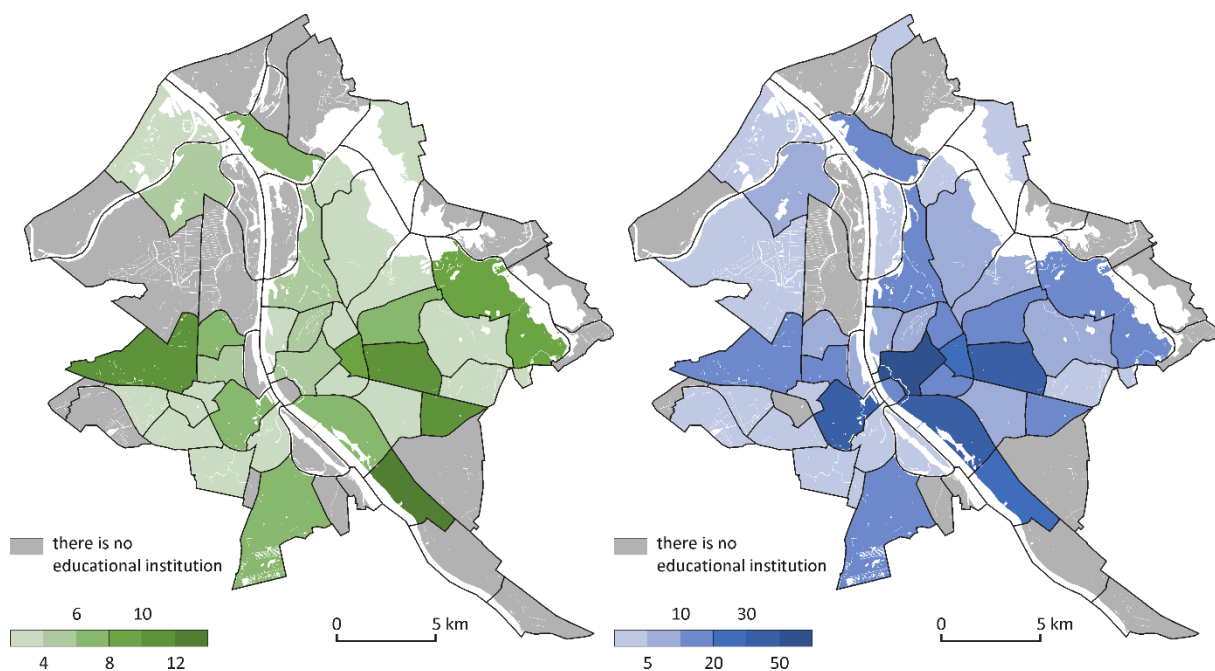 there is no
educational institution
6 10
4 8 12
0 5 km
there is no
educational institution
10 30
5 20 50
0 5 km